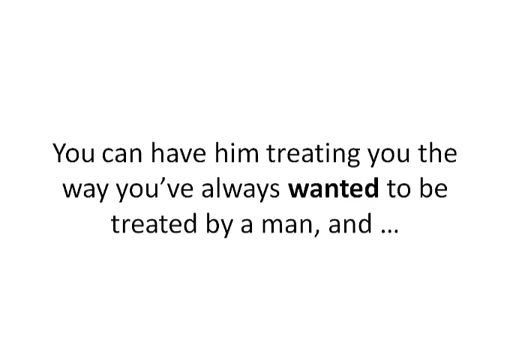 You can have him treating you the
way you’ve always wanted to be
treated by a man, and …